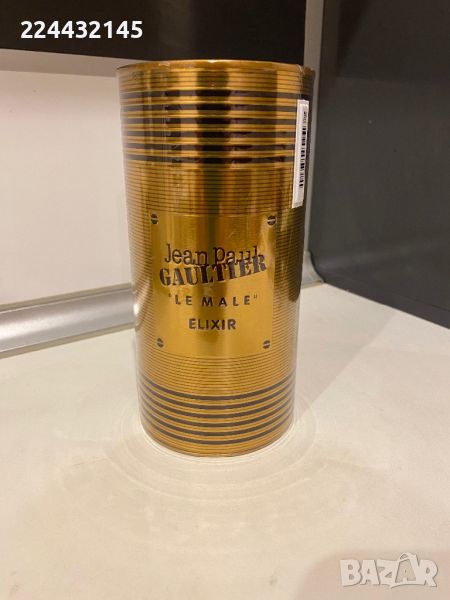 224432145
Jean Paul
GAULTIER
"LE MALE"
ELIXIR
BAZAR